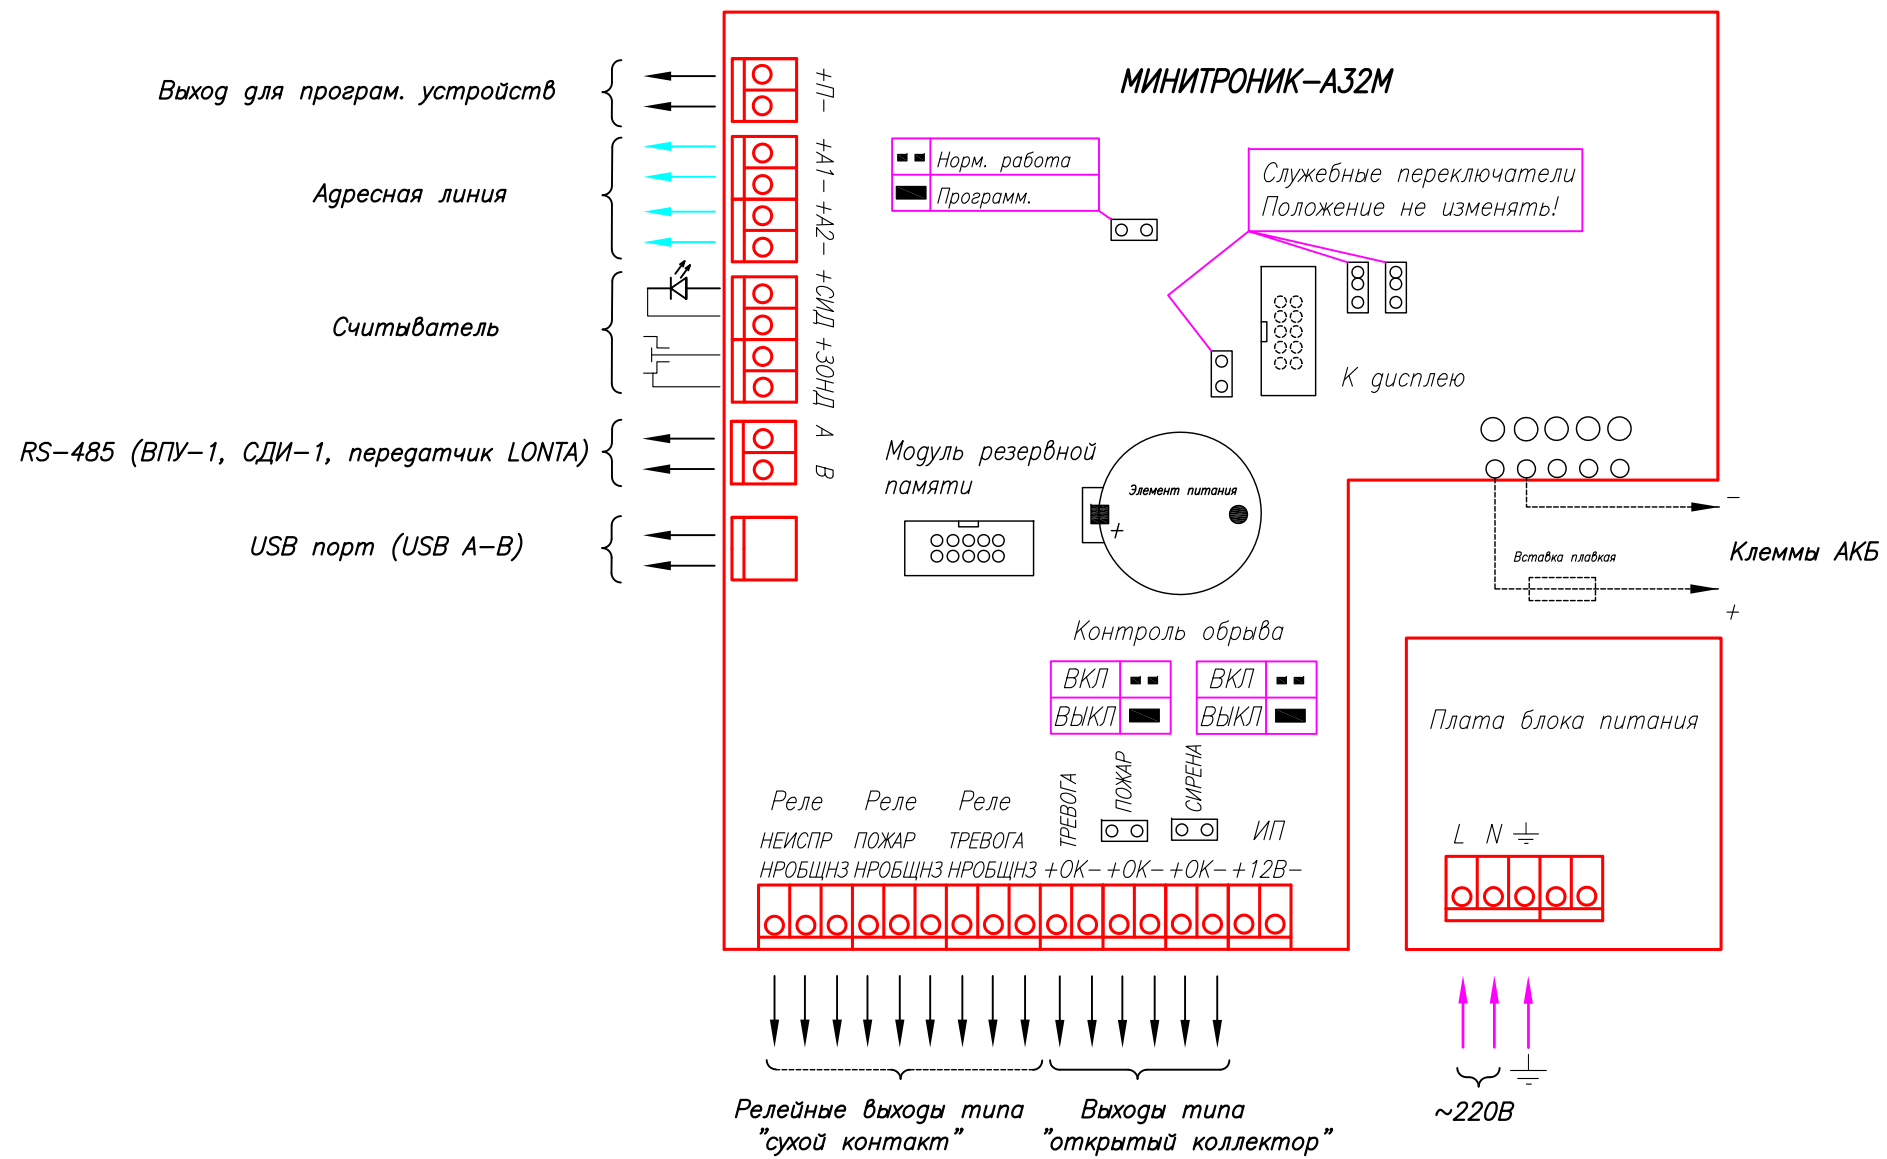 МИНИТРОНИК-А32М
Выход для програм. устройств
+П-
Адресная линия
+А1-
+А2-
Считыватель
+СИД
+ЗОНД
RS-485 (ВПУ-1, СДИ-1, передатчик LONTA)
А
В
USB порт (USB A-B)
Норм. работа
Программ.
Служебные переключатели
Положение не изменять!
К дисплею
Модуль резервной
памяти
Элемент питания
+
-
Вставка плавкая
Клеммы АКБ
+
Контроль обрыва
ВКЛ
ВЫКЛ
ВКЛ
ВЫКЛ
Плата блока питания
L N
Реле Реле Реле
НЕИСПР ПОЖАР ТРЕВОГА
ТРЕВОГА
ПОЖАР
СИРЕНА
ИП
НРОБЩНЗ НРОБЩНЗ НРОБЩНЗ +ОК- +ОК- +ОК- +12В-
Релейные выходы типа
"сухой контакт"
Выходы типа
"открытый коллектор"
~220В